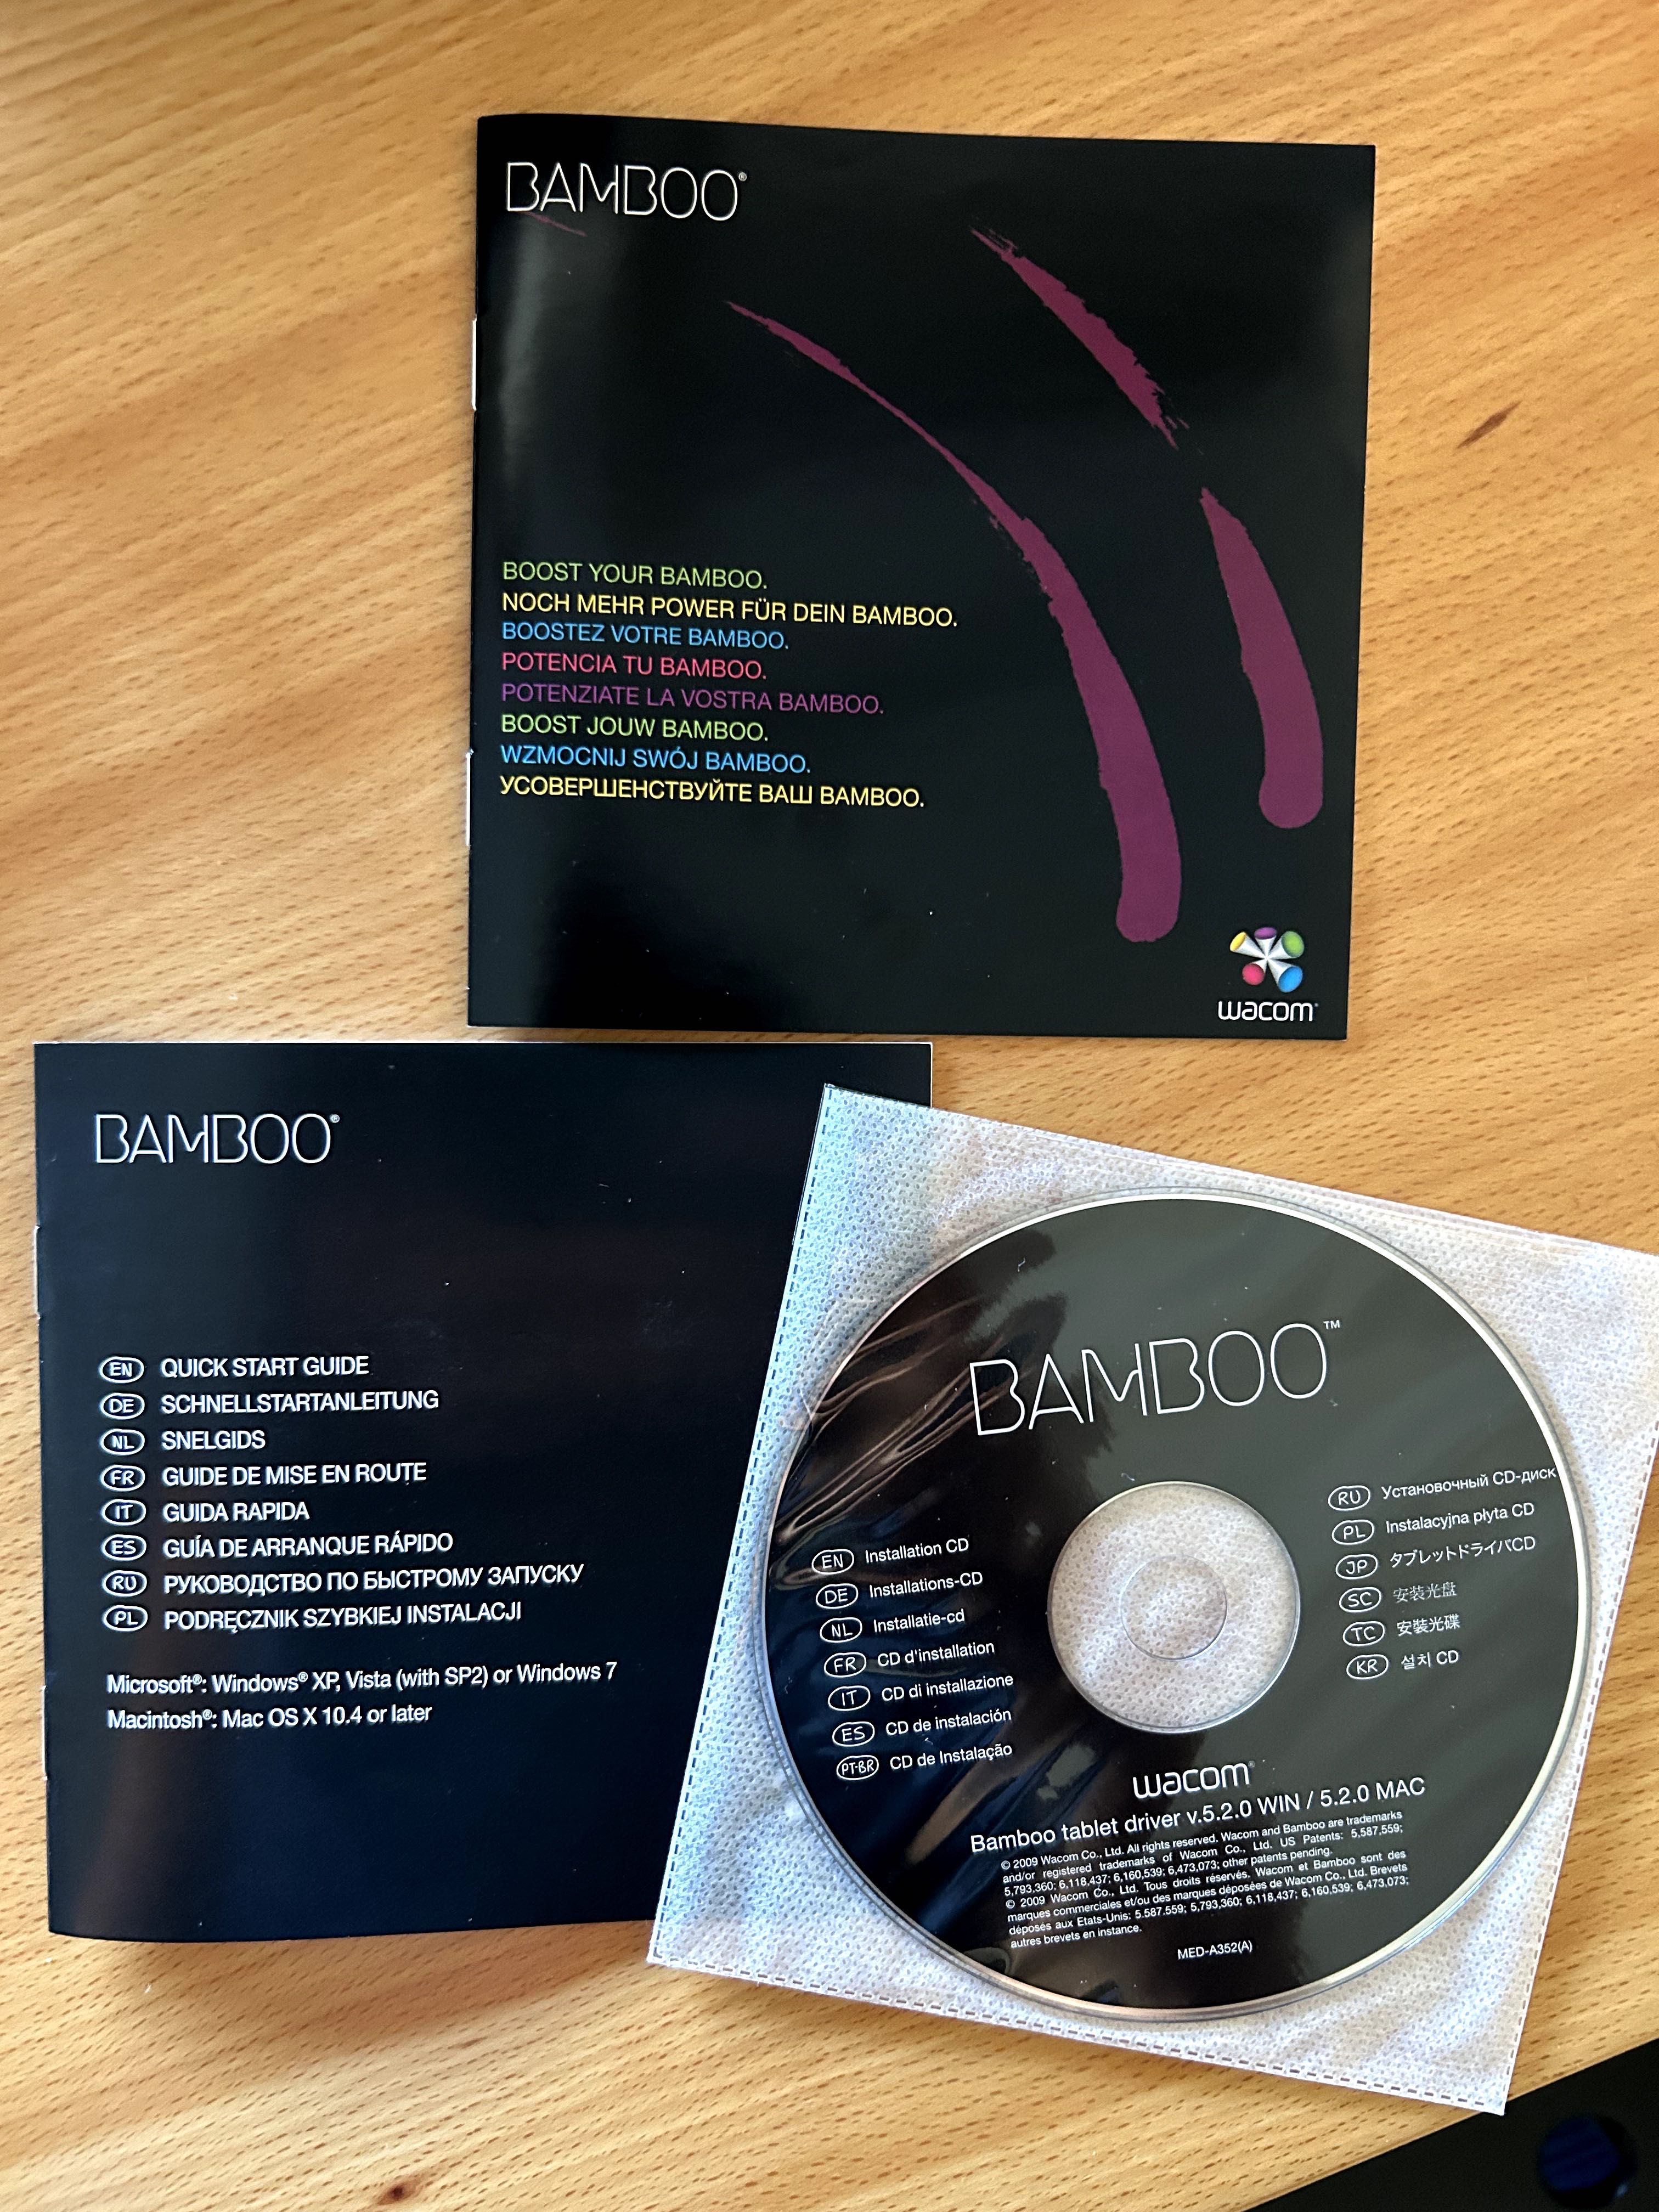 BAMBOO®
BOOST YOUR BAMBOO.
NOCH MEHR POWER FÜR DEIN BAMBOO.
BOOSTEZ VOTRE BAMBOO.
POTENCIA TU BAMBOO.
POTENZIATE LA VOSTRA BAMBOO.
BOOST JOUW BAMBOO.
WZMOCNIJ SWÓJ BAMBOO.
УСОВЕРШЕНСТВУЙТЕ ВАШ BAMBOO.
wacom®
BAMBOO®
EN QUICK START GUIDE
DE SCHNELLSTARTANLEITUNG
NL SNELGIDS
FR GUIDE DE MISE EN ROUTE
IT GUIDA RAPIDA
ES GUÍA DE ARRANQUE RÁPIDO
RU РУКОВОДСТВО ПО БЫСТРОМУ ЗАПУСКУ
PL PODRĘCZNIK SZYBKIEJ INSTALACJI
Microsoft®: Windows® XP, Vista (with SP2) or Windows 7
Macintosh®: Mac OS X 10.4 or later
BAMBOO™
EN Installation CD
DE Installations-CD
NL Installatie-cd
FR CD d'installation
IT CD di installazione
ES CD de instalación
PT-BR CD de Instalação
RU Установочный CD-диск
PL Instalacyjna płyta CD
JP タブレットドライバCD
SC 安装光盘
TC 安裝光碟
KR 설치 CD
wacom®
Bamboo tablet driver v.5.2.0 WIN / 5.2.0 MAC
© 2009 Wacom Co., Ltd. All rights reserved. Wacom and Bamboo are trademarks
and/or registered trademarks of Wacom Co., Ltd. US Patents: 5,587,559;
5,793,360; 6,118,437; 6,160,539; 6,473,073; other patents pending.
© 2009 Wacom Co., Ltd. Tous droits réservés. Wacom et Bamboo sont des
marques commerciales et/ou des marques déposées de Wacom Co., Ltd. Brevets
déposés aux Etats-Unis: 5.587.559; 5,793,360; 6,118,437; 6,160,539; 6,473,073;
autres brevets en instance.
MED-A352(A)